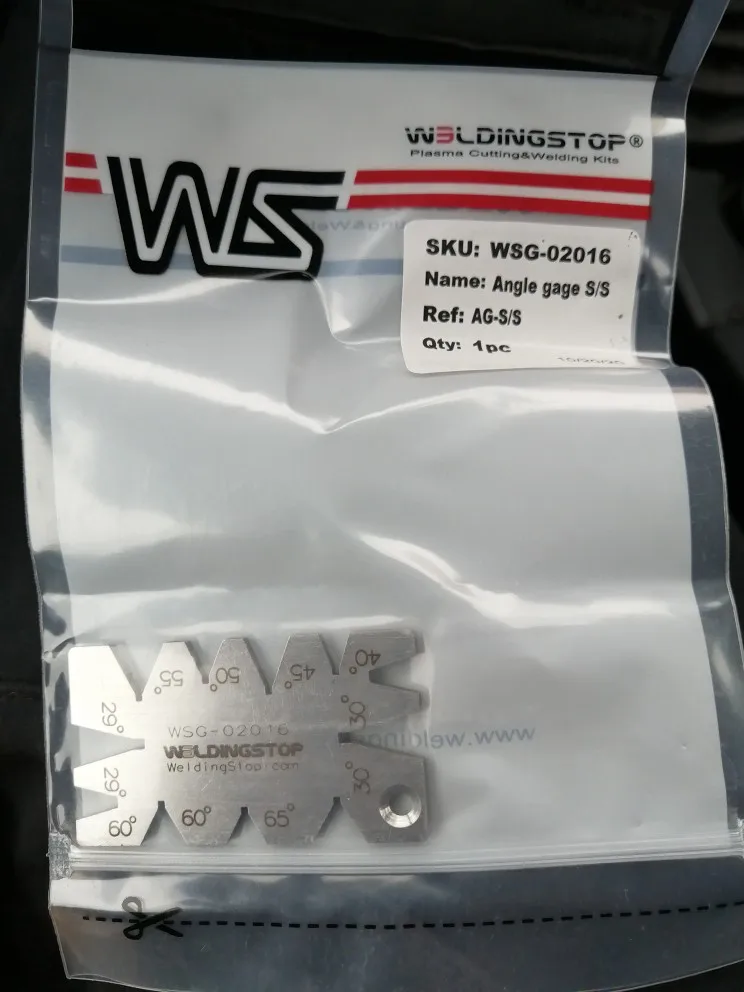 WELDINGSTOP®
Plasma Cutting&Welding Kits
WS
SKU: WSG-02016
Name: Angle gage S/S
Ref: AG-S/S
Qty: 1pc
55°
50°
45°
40°
29°
30°
WSG-02016
WELDINGSTOP
WeldingStop.com
29°
30°
60°
60°
65°